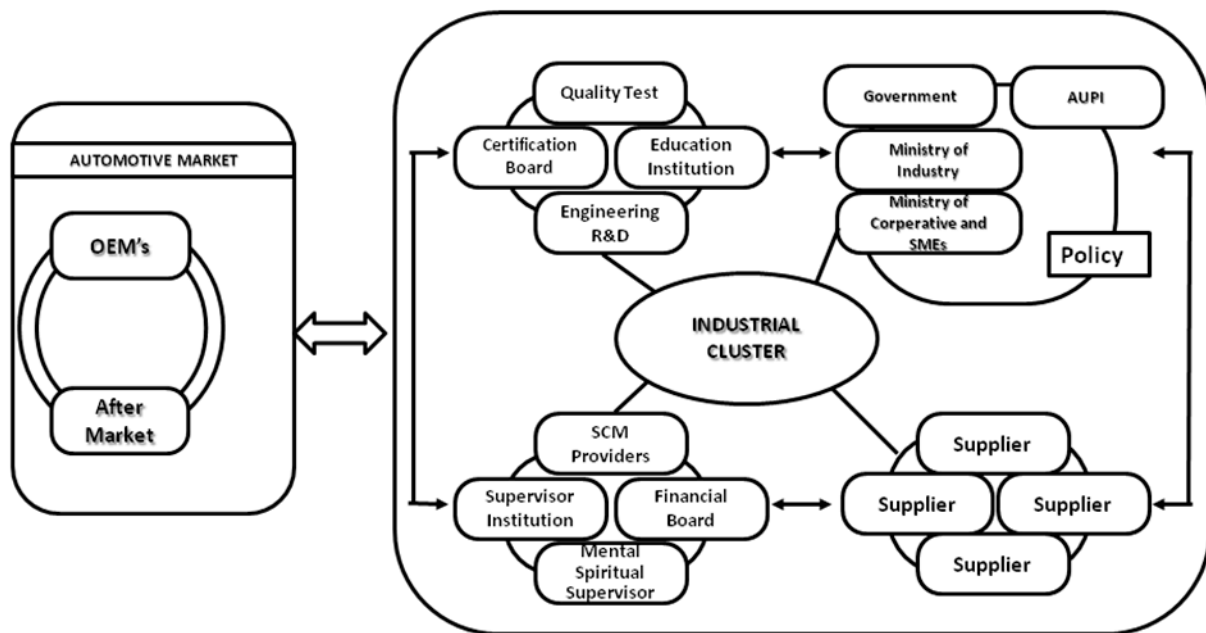 AUTOMOTIVE MARKET
OEM's
After
Market
Quality Test
Certification
Board
Education
Institution
Engineering
R&D
Government
AUPI
Ministry of
Industry
Ministry of
Corperative and
SMEs
Policy
INDUSTRIAL
CLUSTER
SCM
Providers
Supervisor
Institution
Financial
Board
Mental
Spiritual
Supervisor
Supplier
Supplier
Supplier
Supplier